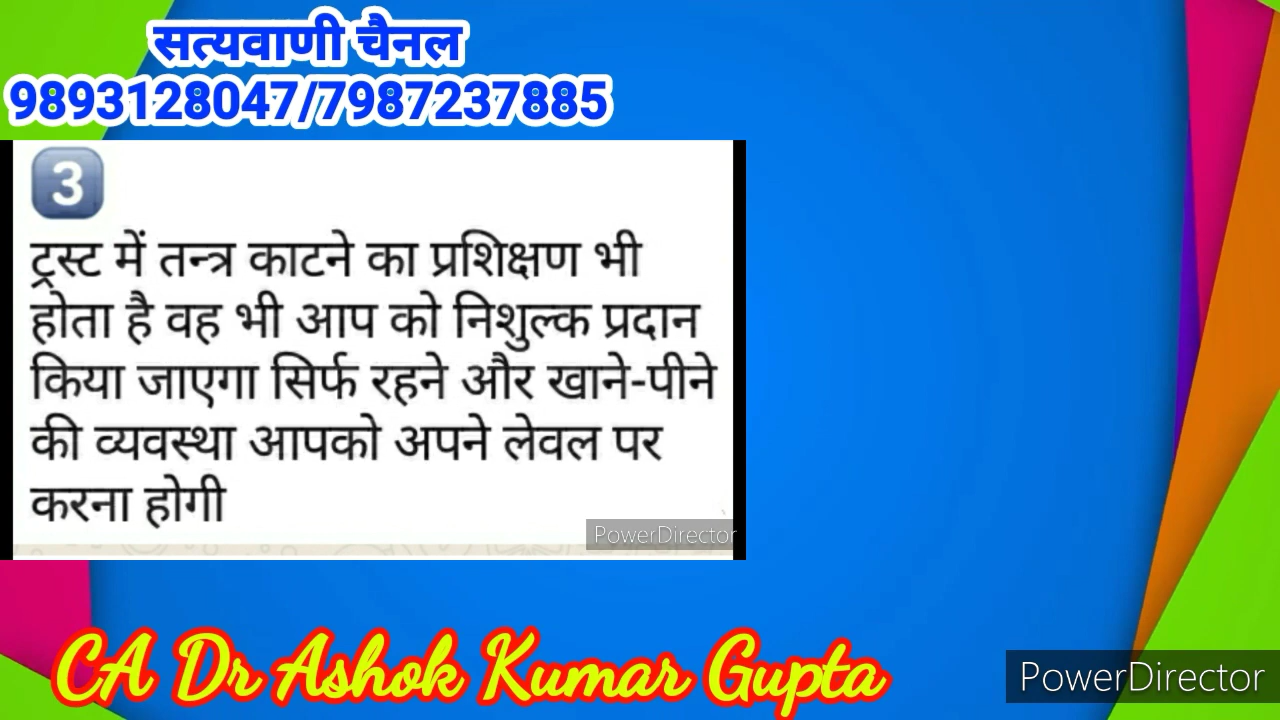 सत्यवाणी चैनल
9893128047/7987237885
3
ट्रस्ट में तन्त्र काटने का प्रशिक्षण भी
होता है वह भी आप को निशुल्क प्रदान
किया जाएगा सिर्फ रहने और खाने-पीने
की व्यवस्था आपको अपने लेवल पर
करना होगी
PowerDirector
CA Dr Ashok Kumar Gupta
PowerDirector